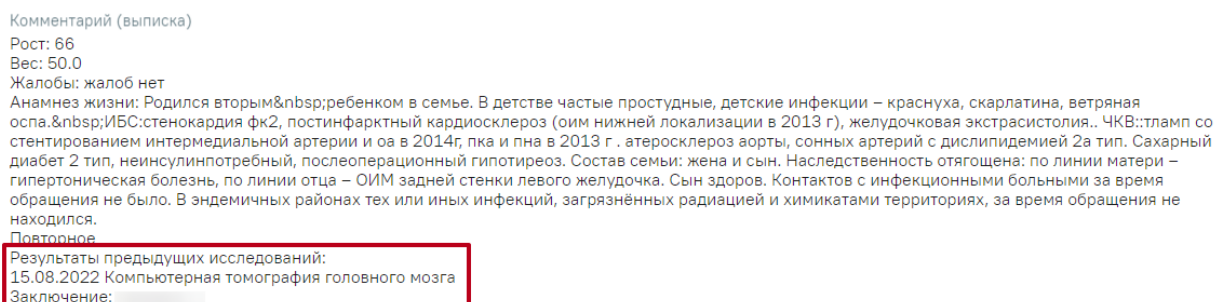 Комментарий (выписка)
Рост: 66
Вес: 50.0
Жалобы: жалоб нет
Анамнез жизни: Родился вторым&nbsp;ребенком в семье. В детстве частые простудные, детские инфекции – краснуха, скарлатина, ветряная
оспа.&nbsp;ИБС:стенокардия фк2, постинфарктный кардиосклероз (оим нижней локализации в 2013 г), желудочковая экстрасистолия.. ЧКВ::тламп со
стентированием интермедиальной артерии и оа в 2014г, пка и пна в 2013 г . атеросклероз аорты, сонных артерий с дислипидемией 2а тип. Сахарный
диабет 2 тип, неинсулинпотребный, послеоперационный гипотиреоз. Состав семьи: жена и сын. Наследственность отягощена: по линии матери –
гипертоническая болезнь, по линии отца – ОИМ задней стенки левого желудочка. Сын здоров. Контактов с инфекционными больными за время
обращения не было. В эндемичных районах тех или иных инфекций, загрязнённых радиацией и химикатами территориях, за время обращения не
находился.
Повторное
Результаты предыдущих исследований:
15.08.2022 Компьютерная томография головного мозга
Заключение: